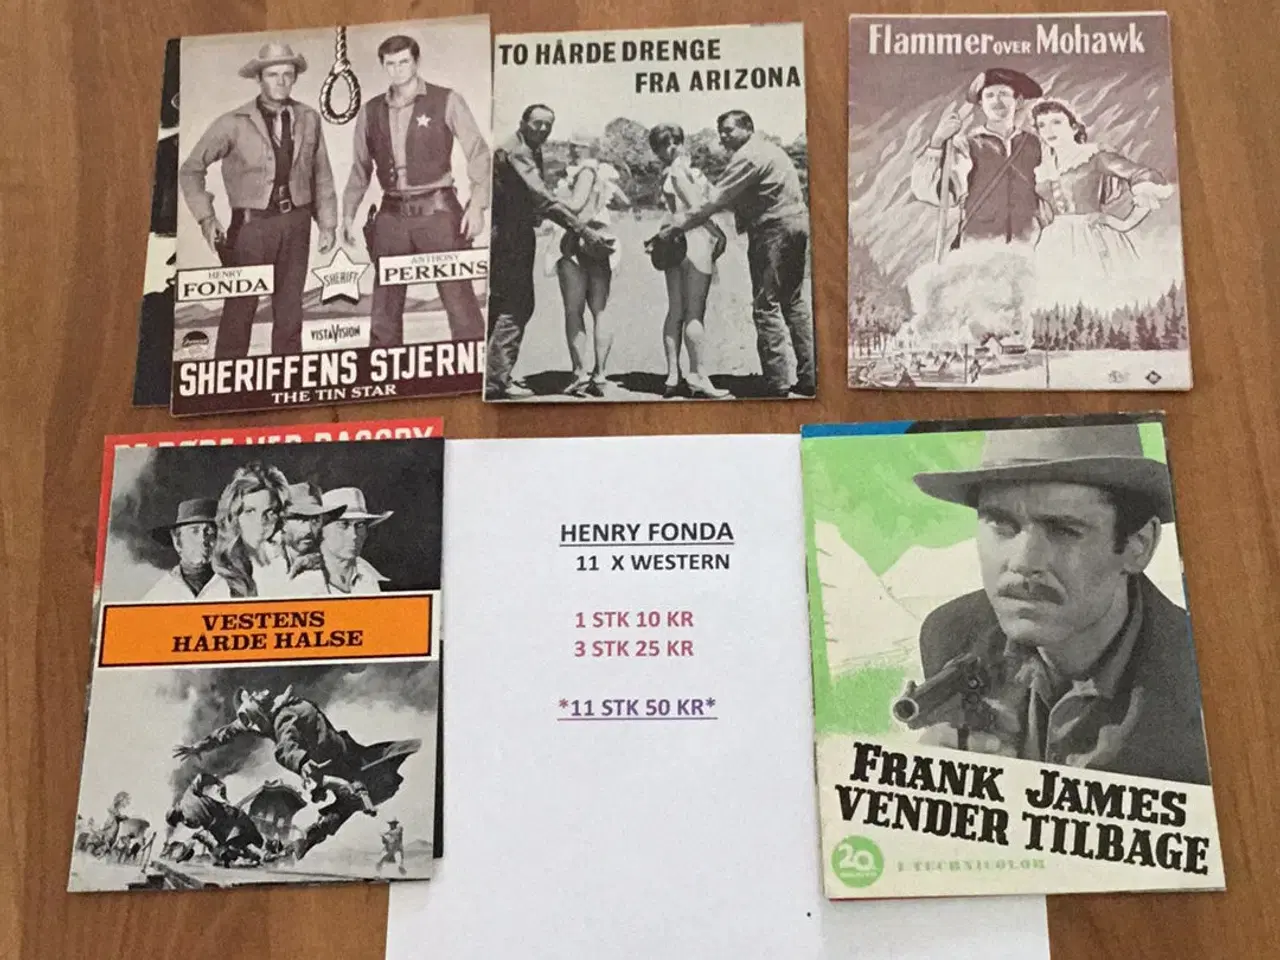 HENRY
FONDA
SHERIFF
ANTHONY
PERKINS
VISTAVISION
SHERIFFENS STJERNE
THE TIN STAR
TO HÅRDE DRENGE
FRA ARIZONA
Flammer OVER Mohawk
VESTENS
HÅRDE HALSE
HENRY FONDA
11 X WESTERN
1 STK 10 KR
3 STK 25 KR
*11 STK 50 KR*
FRANK JAMES
VENDER TILBAGE
20
I TECHNICOLOR